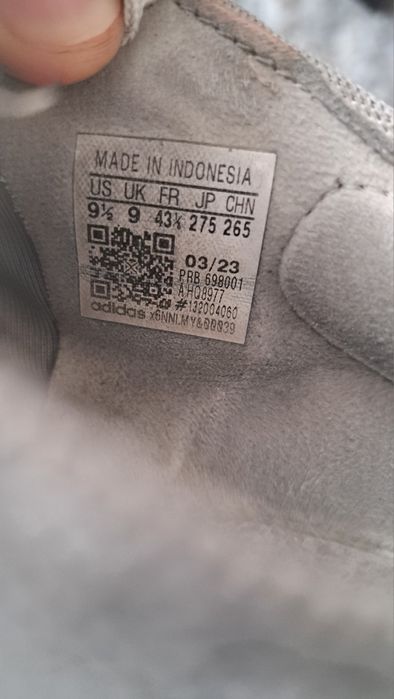 MADE IN INDONESIA
US UK FR JP CHN
9½ 9 43⅓ 275 265
03/23
PRB 698001
A HQ8977
#132004060
adidas